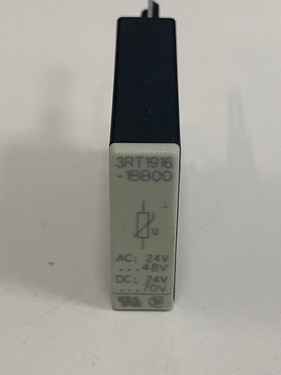 3RT1916
-1BB00
U
AC: 24V
...48V
DC: 24V
...70V